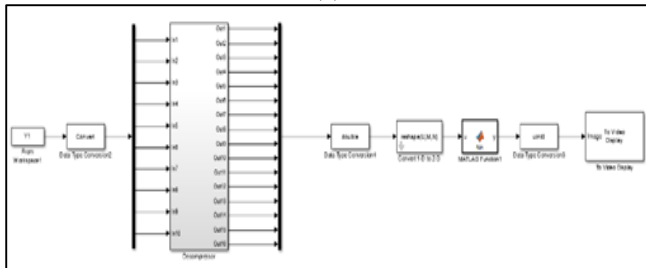 Y1
From
Workspace1
Convert
Data Type Conversion2
In1
In2
In3
In4
In5
In6
In7
In8
In9
In10
Out1
Out2
Out3
Out4
Out5
Out6
Out7
Out8
Out9
Out10
Out11
Out12
Out13
Out14
Out15
Out16
Decompressor
double
Data Type Conversion4
Convert 1-D to 2-D
fcn
MATLAB Function1
uint8
Data Type Conversion3
Image
To Video
Display
To Video Display